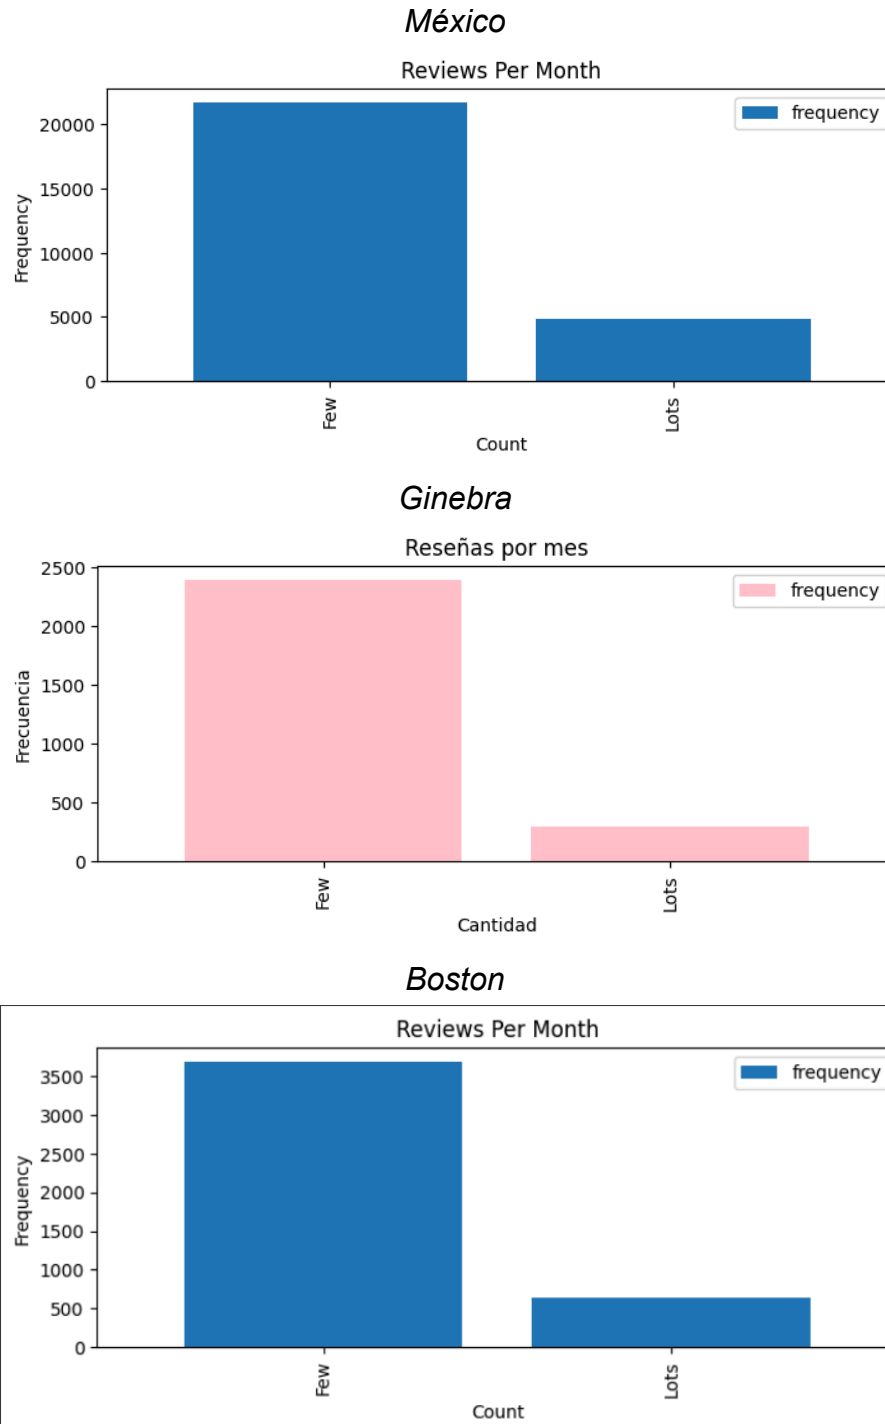 México
Reviews Per Month
frequency
20000
15000
10000
5000
0
Frequency
Few
Lots
Count
Ginebra
Reseñas por mes
frequency
2500
2000
1500
1000
500
0
Frecuencia
Few
Lots
Cantidad
Boston
Reviews Per Month
frequency
3500
3000
2500
2000
1500
1000
500
0
Frequency
Few
Lots
Count